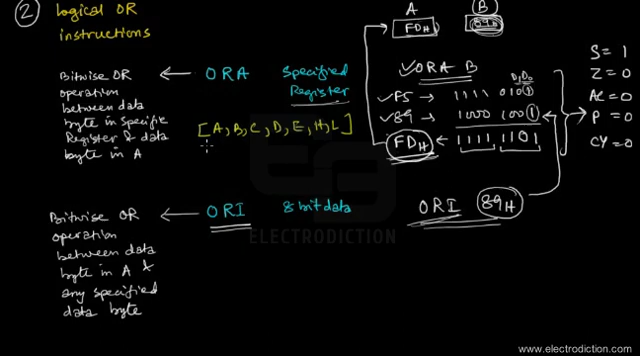 2 logical OR
instructions
Bitwise OR
operation
between data
byte in specific
Register & data
byte in A
ORA Specified
Register
[A, B, C, D, E, H, L]
A B
FDH 89H
✓ORA B
D₁D₀
✓F5 → 1111 0101
✓89 → 1000 1001
FDH ← 1111 1101
S = 1
Z = 0
AC = 0
P = 0
CY = 0
Bitwise OR
operation
between data
byte in A &
any specified
data byte
ORI 8 bit data
ORI 89H
ELECTRODICTION
www.electrodiction.com